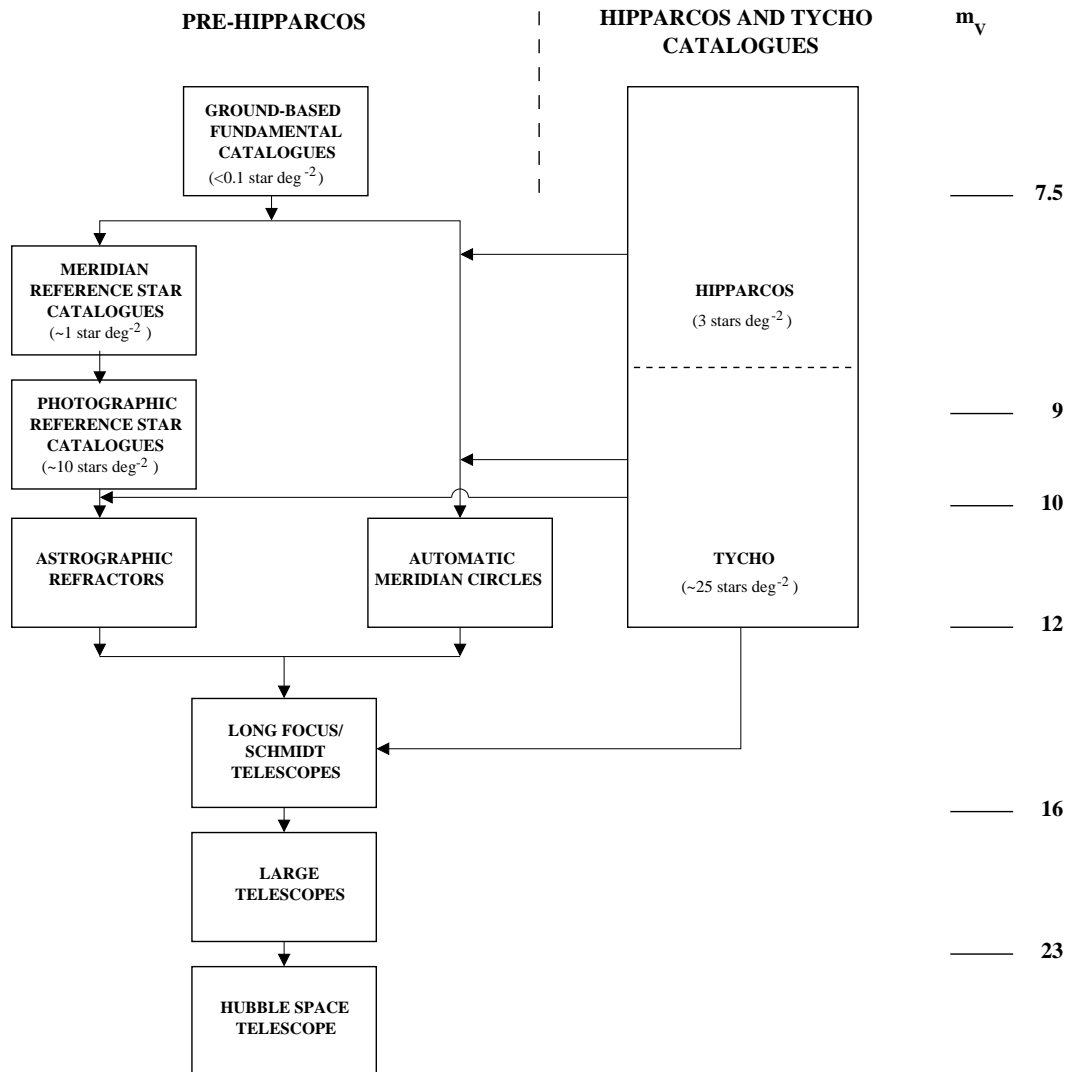 PRE-HIPPARCOS
HIPPARCOS AND TYCHO
CATALOGUES
m_V
GROUND-BASED
FUNDAMENTAL
CATALOGUES
(<0.1 star deg^-2 )
7.5
MERIDIAN
REFERENCE STAR
CATALOGUES
(~1 star deg^-2 )
HIPPARCOS
(3 stars deg^-2 )
PHOTOGRAPHIC
REFERENCE STAR
CATALOGUES
(~10 stars deg^-2 )
9
10
ASTROGRAPHIC
REFRACTORS
AUTOMATIC
MERIDIAN CIRCLES
TYCHO
(~25 stars deg^-2 )
12
LONG FOCUS/
SCHMIDT
TELESCOPES
16
LARGE
TELESCOPES
23
HUBBLE SPACE
TELESCOPE